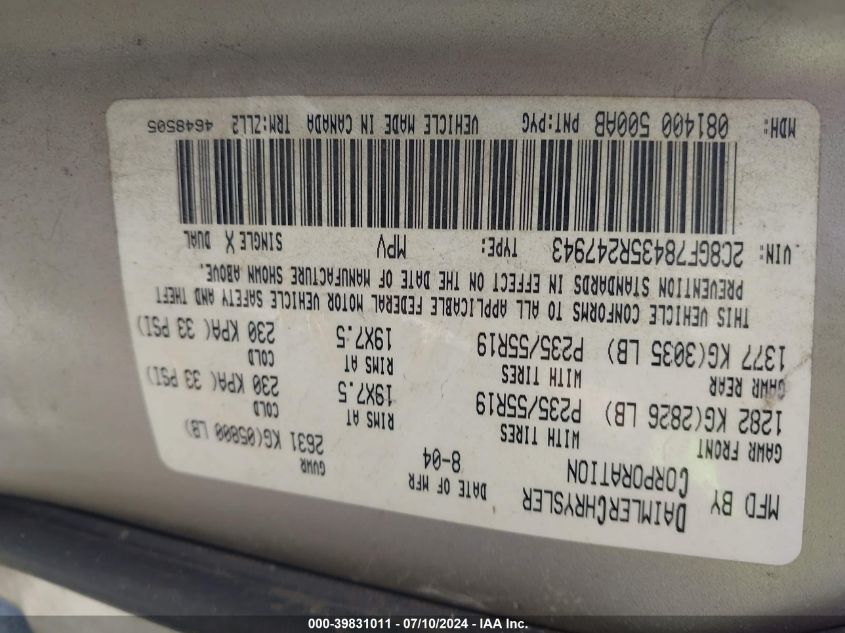 MFD BY DAIMLERCHRYSLER CORPORATION DATE OF MFR 8-04 GVWR 2631 KG(05800 LB)
GAWR FRONT WITH TIRES RIMS AT COLD
1282 KG(2826 LB) P235/55R19 19X7.5 230 KPA( 33 PSI)
GAWR REAR WITH TIRES RIMS AT COLD
1377 KG(3035 LB) P235/55R19 19X7.5 230 KPA( 33 PSI)
THIS VEHICLE CONFORMS TO ALL APPLICABLE FEDERAL MOTOR VEHICLE SAFETY AND THEFT
PREVENTION STANDARDS IN EFFECT ON THE DATE OF MANUFACTURE SHOWN ABOVE.
VIN: 2C8GF78435R247943 TYPE: MPV SINGLE X DUAL
MDH: 081400 500AB PNT:PYG VEHICLE MADE IN CANADA TRM:ZLL2 4648505
000-39831011 - 07/10/2024 - IAA Inc.